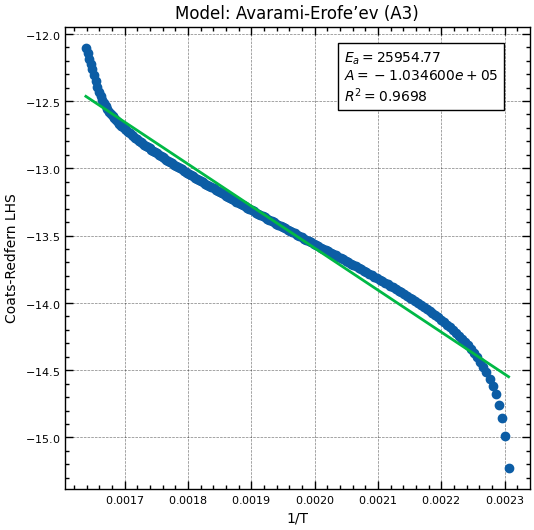 Model: Avarami-Erofe’ev (A3)
E_a = 25954.77
A = − 1.034600e + 05
R² = 0.9698
Coats-Redfern LHS
−12.0
−12.5
−13.0
−13.5
−14.0
−14.5
−15.0
0.0017 0.0018 0.0019 0.0020 0.0021 0.0022 0.0023
1/T